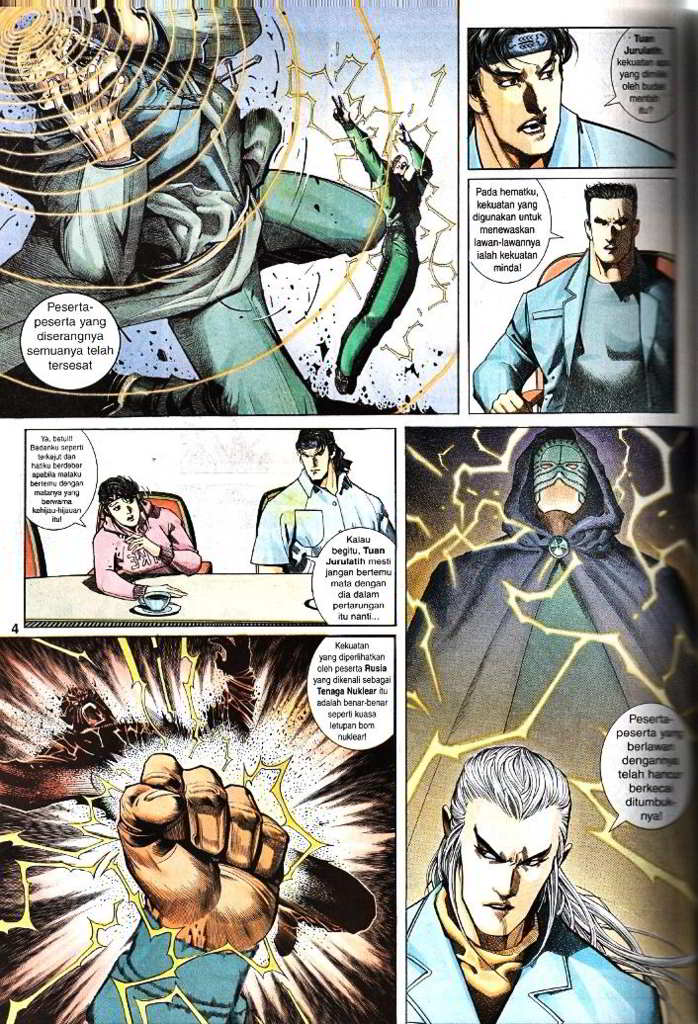 Peserta-
peserta yang
diserangnya
semuanya telah
tersesat
Tuan
Jurulatih,
kekuatan apa
yang dimiliki
oleh budak
mentah
itu?
Pada hematku,
kekuatan yang
digunakan untuk
menewaskan
lawan-lawannya
ialah kekuatan
minda!
Ya, betul!
Badanku seperti
terkejut dan
hatiku berdebar
apabila mataku
bertemu dengan
matanya yang
berwarna
kehijau-hijauan
itu!
Kalau
begitu, Tuan
Jurulatih mesti
jangan bertemu
mata dengan
dia dalam
pertarungan
itu nanti...
4
Kekuatan
yang diperlihatkan
oleh peserta Rusia
yang dikenali sebagai
Tenaga Nuklear itu
adalah benar-benar
seperti kuasa
letupan bom
nuklear!
Peserta-
peserta yang
berlawan
dengannya
telah hancur
berkecai
ditumbuk-
nya!